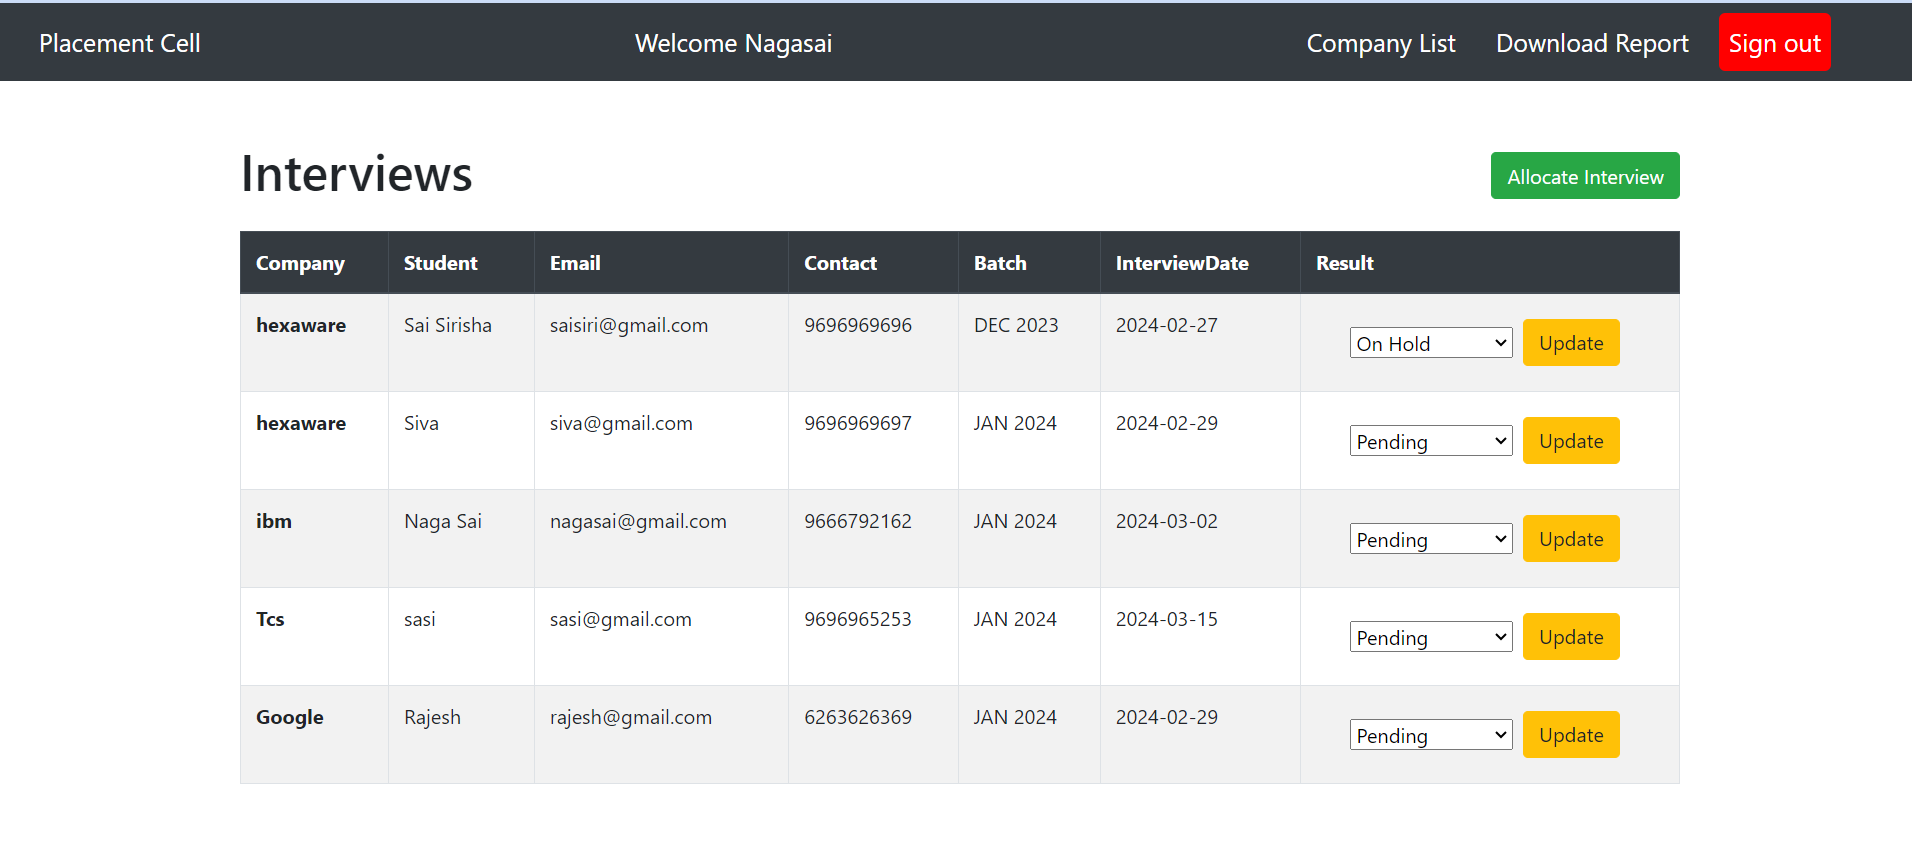 Placement Cell Welcome Nagasai Company List Download Report Sign out
Interviews Allocate Interview
Company Student Email Contact Batch InterviewDate Result
hexaware Sai Sirisha saisiri@gmail.com 9696969696 DEC 2023 2024-02-27 On Hold Update
hexaware Siva siva@gmail.com 9696969697 JAN 2024 2024-02-29 Pending Update
ibm Naga Sai nagasai@gmail.com 9666792162 JAN 2024 2024-03-02 Pending Update
Tcs sasi sasi@gmail.com 9696965253 JAN 2024 2024-03-15 Pending Update
Google Rajesh rajesh@gmail.com 6263626369 JAN 2024 2024-02-29 Pending Update